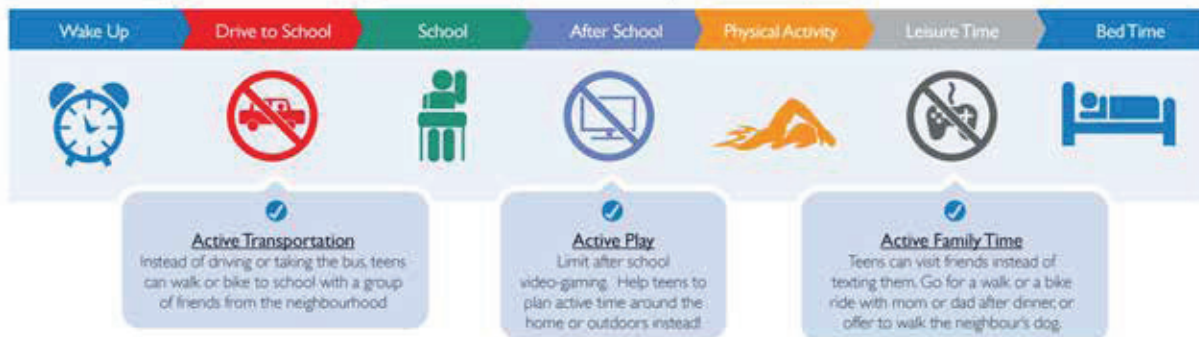 Wake Up
Drive to School
School
After School
Physical Activity
Leisure Time
Bed Time
Active Transportation
Instead of driving or taking the bus, teens
can walk or bike to school with a group
of friends from the neighbourhood
Active Play
Limit after school
video-gaming. Help teens to
plan active time around the
home or outdoors instead!
Active Family Time
Teens can visit friends instead of
texting them. Go for a walk or a bike
ride with mom or dad after dinner, or
offer to walk the neighbour's dog.